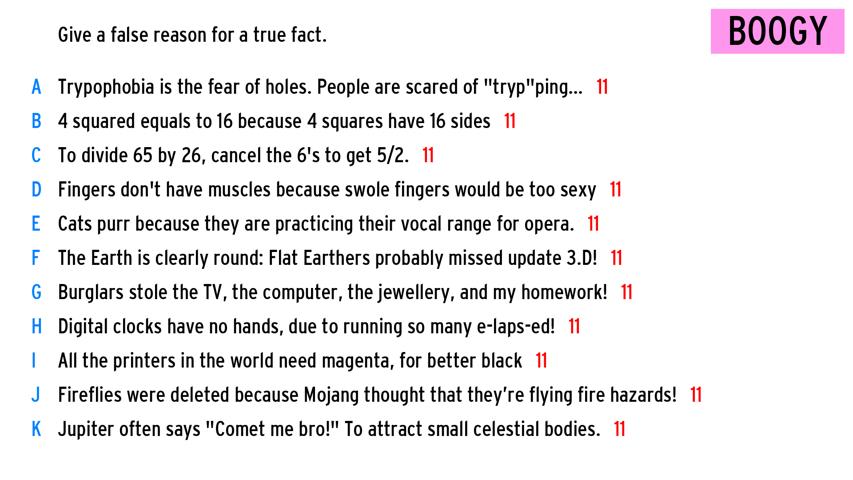 Give a false reason for a true fact.
BOOGY
A Trypophobia is the fear of holes. People are scared of "tryp"ping... 11
B 4 squared equals to 16 because 4 squares have 16 sides 11
C To divide 65 by 26, cancel the 6's to get 5/2. 11
D Fingers don't have muscles because swole fingers would be too sexy 11
E Cats purr because they are practicing their vocal range for opera. 11
F The Earth is clearly round: Flat Earthers probably missed update 3.D! 11
G Burglars stole the TV, the computer, the jewellery, and my homework! 11
H Digital clocks have no hands, due to running so many e-laps-ed! 11
I All the printers in the world need magenta, for better black 11
J Fireflies were deleted because Mojang thought that they’re flying fire hazards! 11
K Jupiter often says "Comet me bro!" To attract small celestial bodies. 11